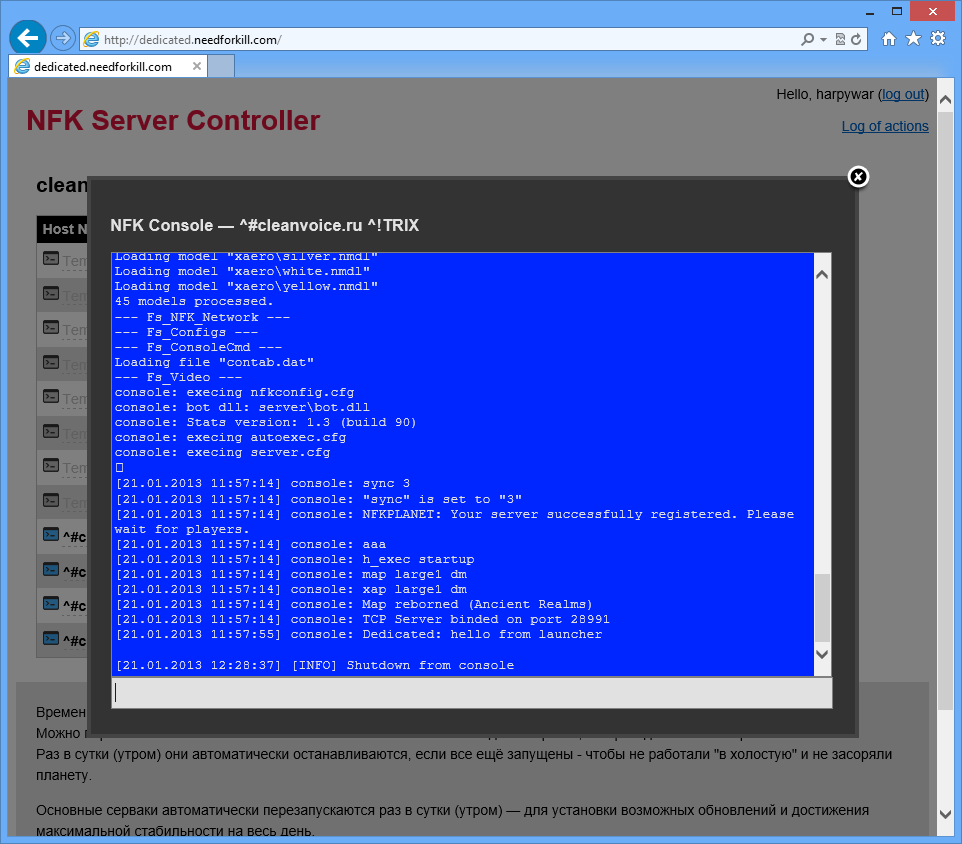 http://dedicated.needforkill.com/
dedicated.needforkill.com
Hello, harpywar (log out)
NFK Server Controller
Log of actions
clean
Host N
NFK Console — ^#cleanvoice.ru ^!TRIX
Loading model "xaero\silver.nmdl"
Loading model "xaero\white.nmdl"
Loading model "xaero\yellow.nmdl"
45 models processed.
--- Fs_NFK_Network ---
--- Fs_Configs ---
--- Fs_ConsoleCmd ---
Loading file "contab.dat"
--- Fs_Video ---
console: execing nfkconfig.cfg
console: bot dll: server\bot.dll
console: Stats version: 1.3 (build 90)
console: execing autoexec.cfg
console: execing server.cfg
[21.01.2013 11:57:14] console: sync 3
[21.01.2013 11:57:14] console: "sync" is set to "3"
[21.01.2013 11:57:14] console: NFKPLANET: Your server successfully registered. Please
wait for players.
[21.01.2013 11:57:14] console: aaa
[21.01.2013 11:57:14] console: h_exec startup
[21.01.2013 11:57:14] console: map large1 dm
[21.01.2013 11:57:14] console: xap large1 dm
[21.01.2013 11:57:14] console: Map reborned (Ancient Realms)
[21.01.2013 11:57:14] console: TCP Server binded on port 28991
[21.01.2013 11:57:55] console: Dedicated: hello from launcher
[21.01.2013 12:28:37] [INFO] Shutdown from console
Tem
Tem
Tem
Tem
Tem
Tem
Tem
Tem
^#c
^#c
^#c
^#c
Времен
Можно
Раз в сутки (утром) они автоматически останавливаются, если все ещё запущены - чтобы не работали "в холостую" и не засоряли
планету.
Основные серваки автоматически перезапускаются раз в сутки (утром) — для установки возможных обновлений и достижения
максимальной стабильности на весь день.